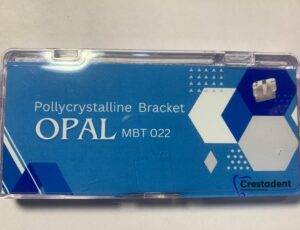 Pollycrystalline Bracket
OPAL MBT 022
Crestadent